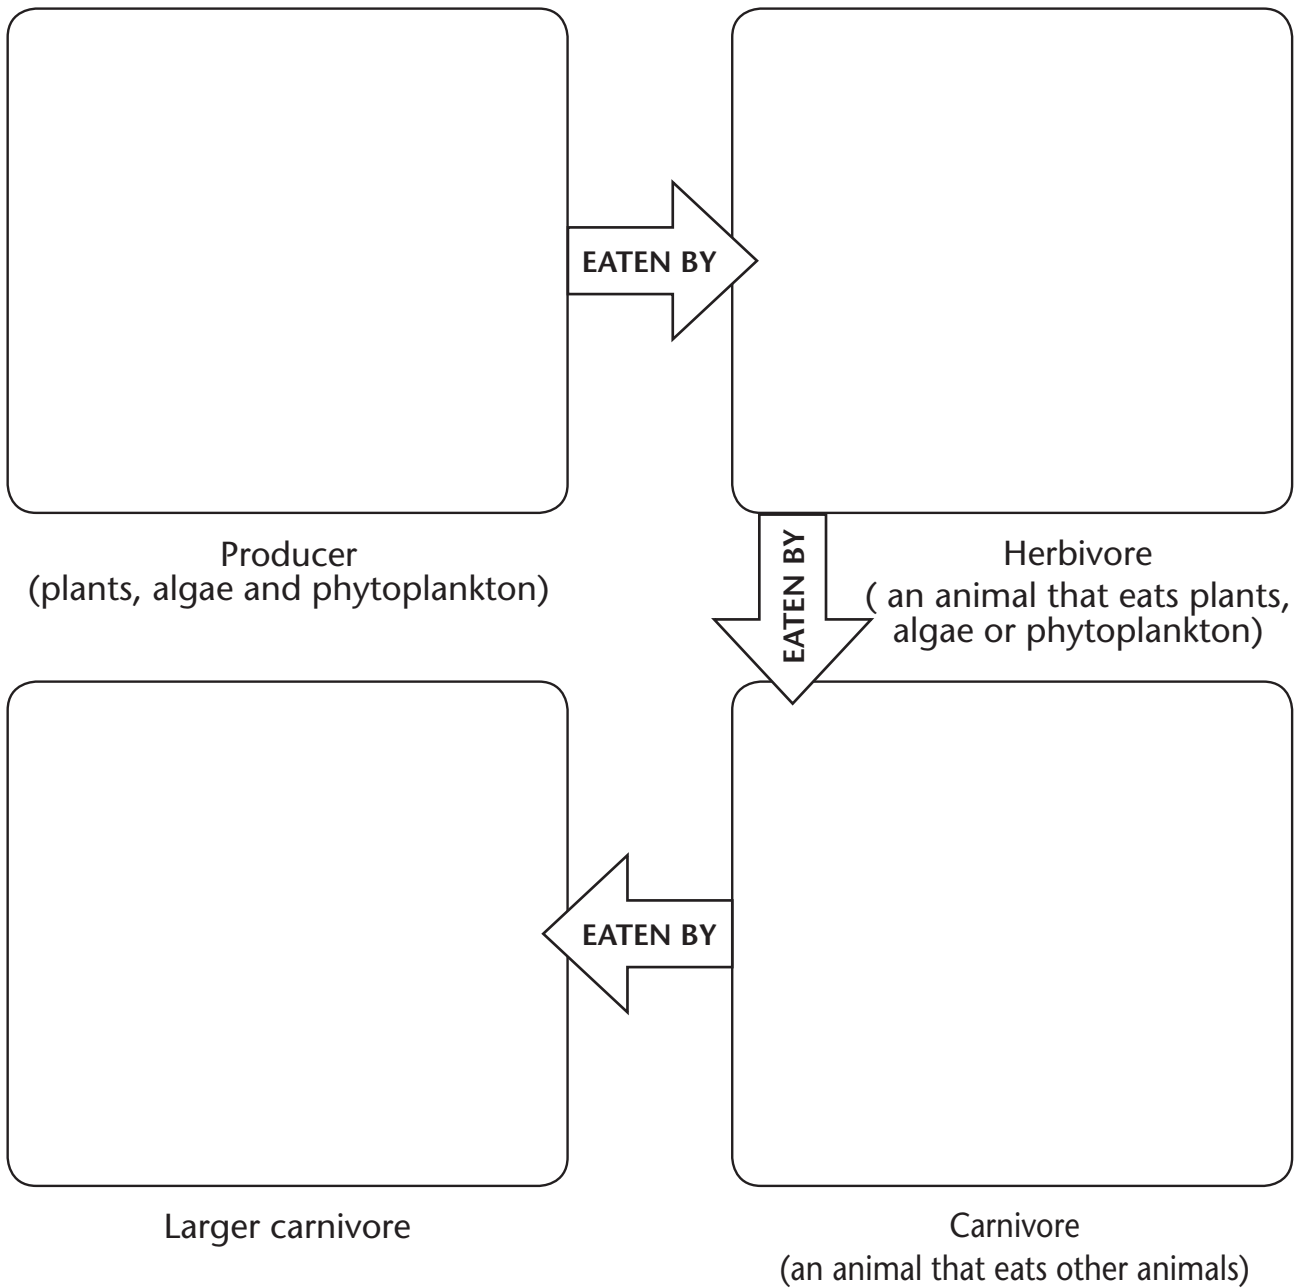 EATEN BY
Producer
(plants, algae and phytoplankton)
EATEN BY
Herbivore
( an animal that eats plants,
algae or phytoplankton)
EATEN BY
Larger carnivore
Carnivore
(an animal that eats other animals)